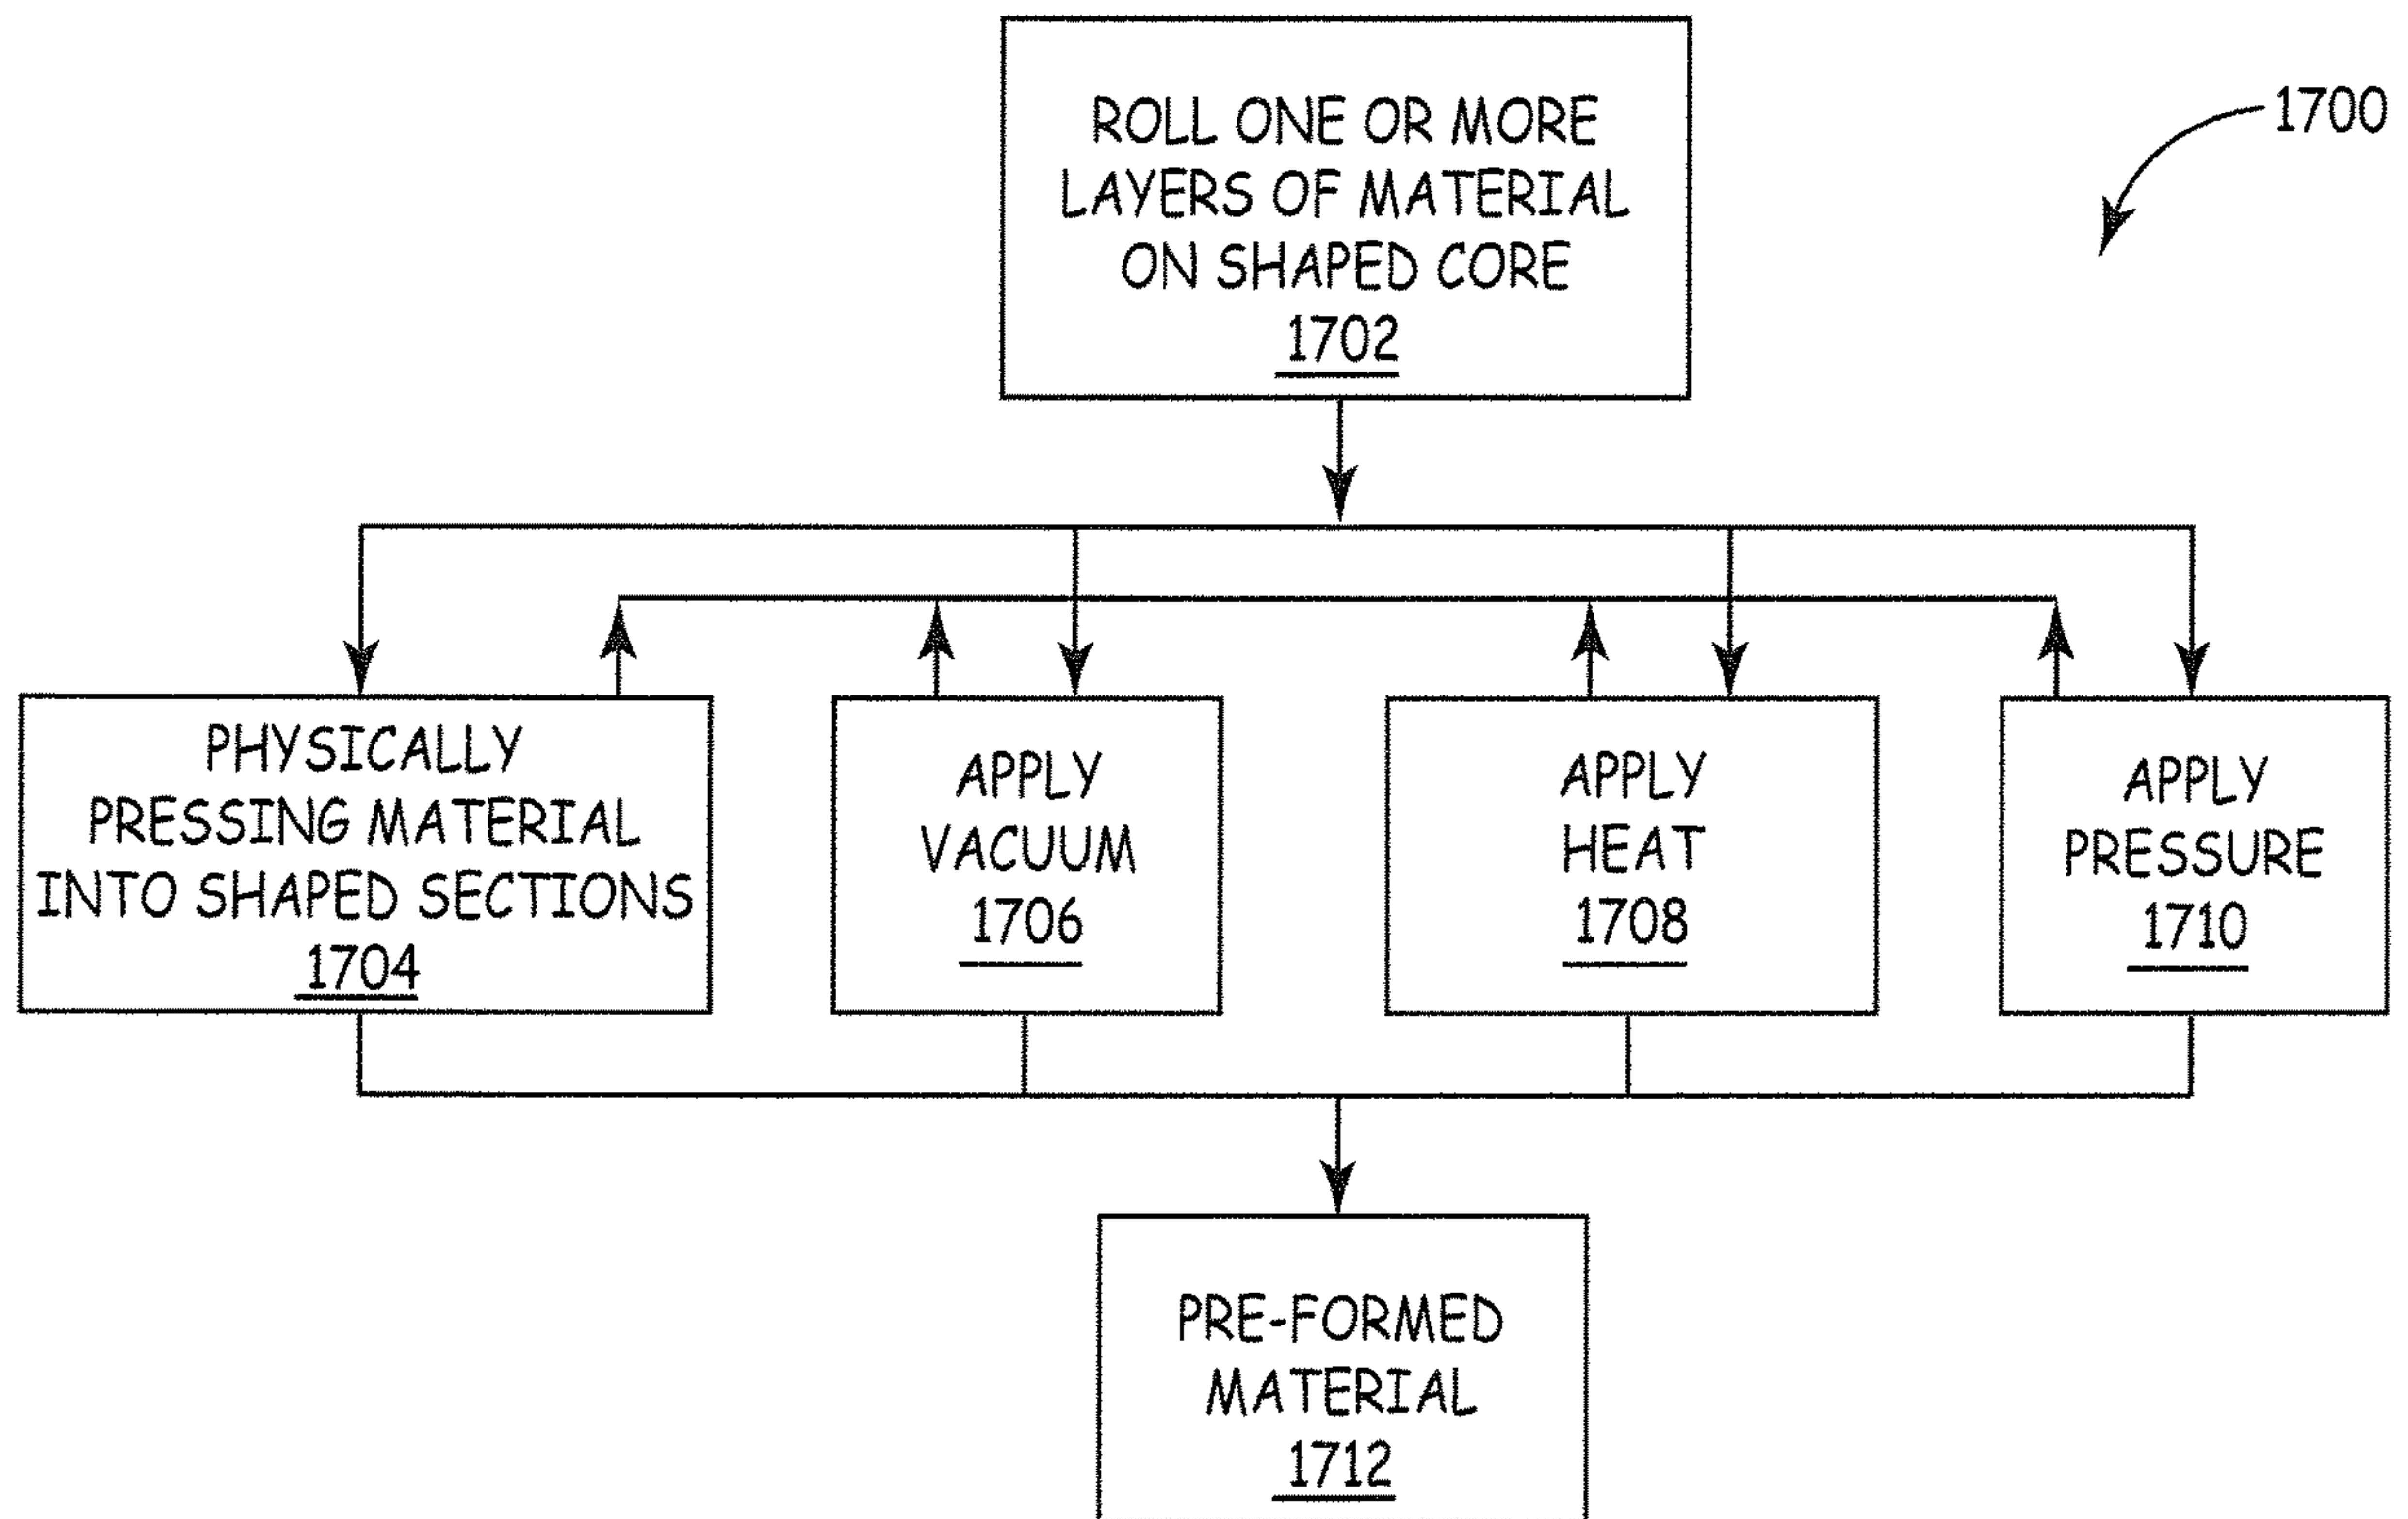 ROLL ONE OR MORE
LAYERS OF MATERIAL
ON SHAPED CORE
1702
1700
PHYSICALLY
PRESSING MATERIAL
INTO SHAPED SECTIONS
1704
APPLY
VACUUM
1706
APPLY
HEAT
1708
APPLY
PRESSURE
1710
PRE-FORMED
MATERIAL
1712